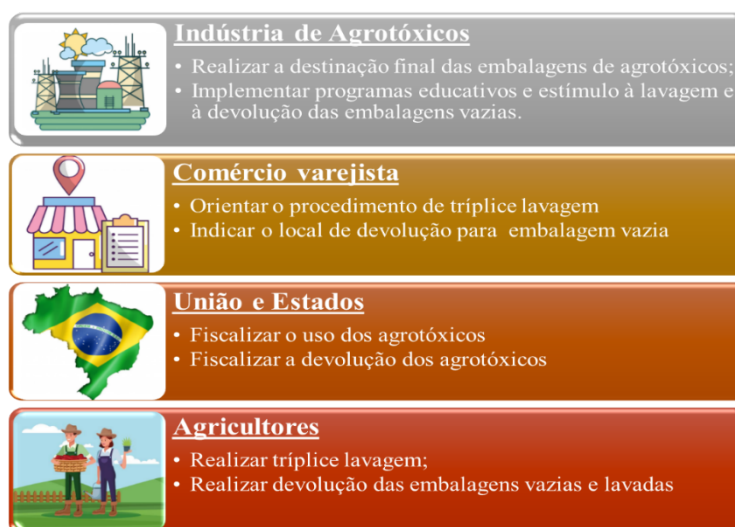 Indústria de Agrotóxicos
• Realizar a destinação final das embalagens de agrotóxicos;
• Implementar programas educativos e estímulo à lavagem e
à devolução das embalagens vazias.
Comércio varejista
• Orientar o procedimento de tríplice lavagem
• Indicar o local de devolução para embalagem vazia
União e Estados
• Fiscalizar o uso dos agrotóxicos
• Fiscalizar a devolução dos agrotóxicos
Agricultores
• Realizar tríplice lavagem;
• Realizar devolução das embalagens vazias e lavadas